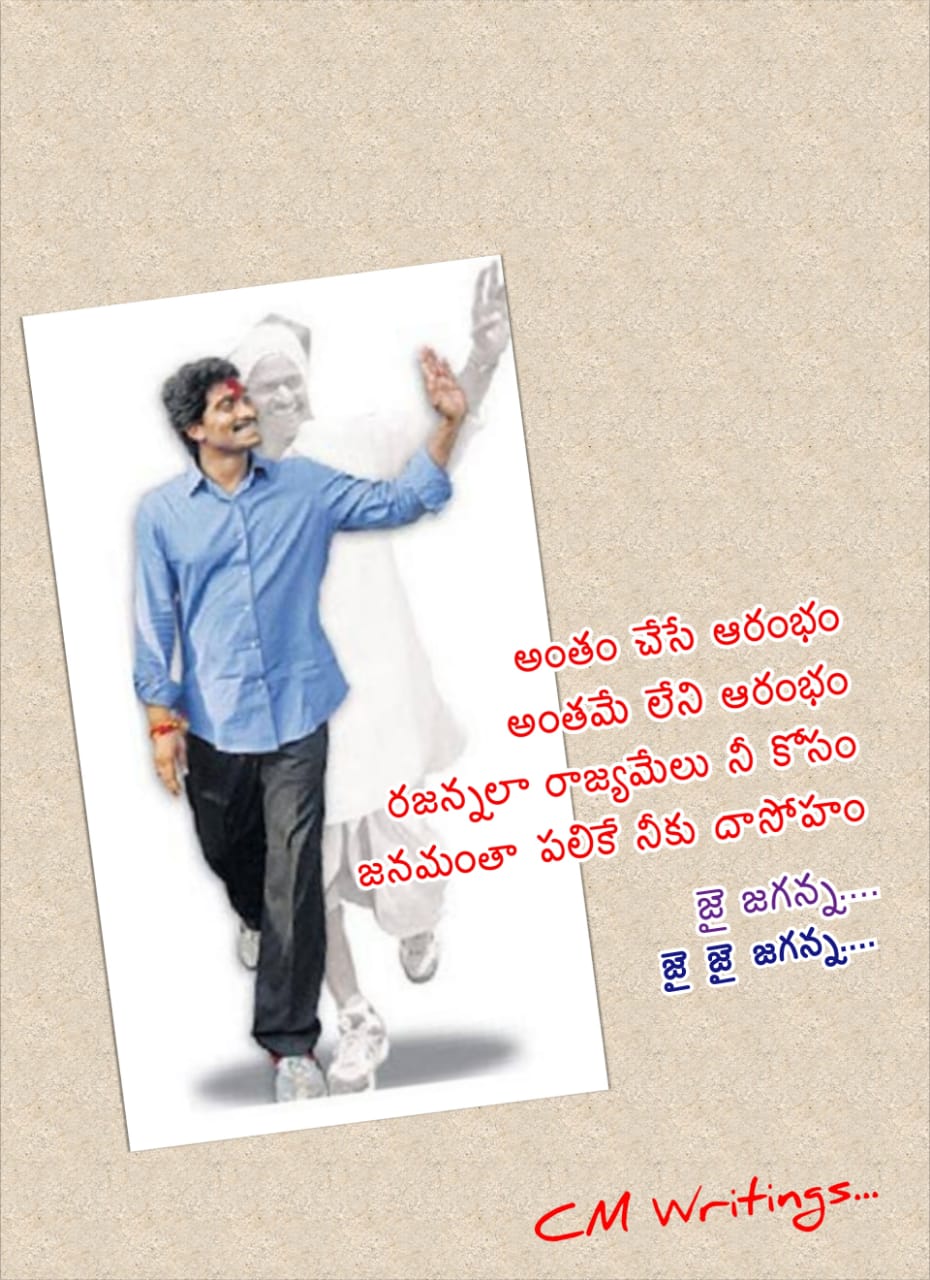 అంతం చేసే ఆరంభం
అంతమే లేని ఆరంభం
రజన్నలా రాజ్యమేలు నీ కోసం
జనమంతా పలికే నీకు దాసోహం
జై జగన్న....
జై జై జగన్న....
CM Writings...